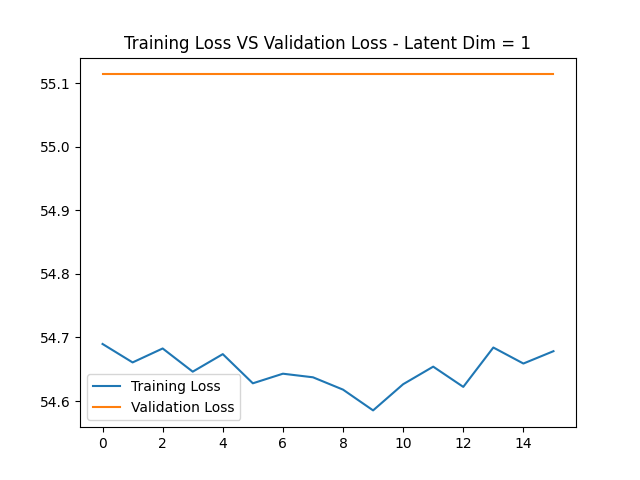 Training Loss VS Validation Loss - Latent Dim = 1
55.1
55.0
54.9
54.8
54.7
54.6
Training Loss
Validation Loss
0 2 4 6 8 10 12 14